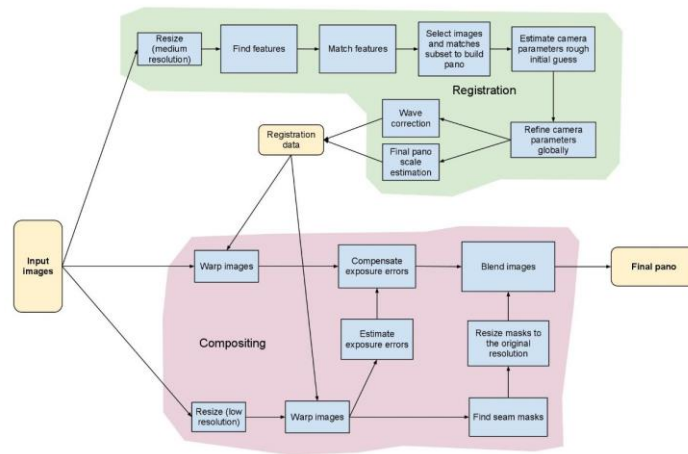 Resize
(medium
resolution)
Find features
Match features
Select images
and matches
subset to build
pano
Estimate camera
parameters rough
initial guess
Registration
Wave
correction
Registration
data
Refine camera
parameters
globally
Final pano
scale
estimation
Input
images
Warp images
Compensate
exposure errors
Blend images
Final pano
Compositing
Estimate
exposure errors
Resize masks to
the original
resolution
Resize (low
resolution)
Warp images
Find seam masks